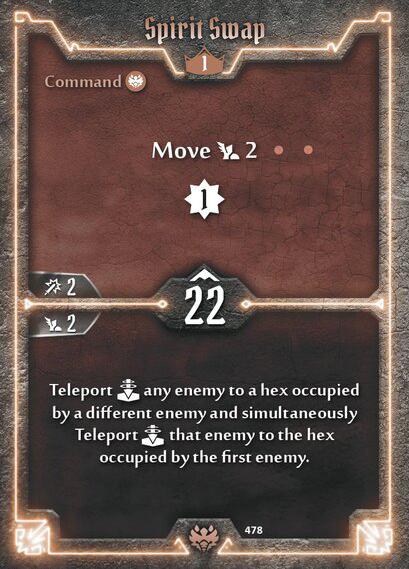 Spirit Swap
1
Command
Move 2
1
2
22
2
Teleport any enemy to a hex occupied
by a different enemy and simultaneously
Teleport that enemy to the hex
occupied by the first enemy.
478